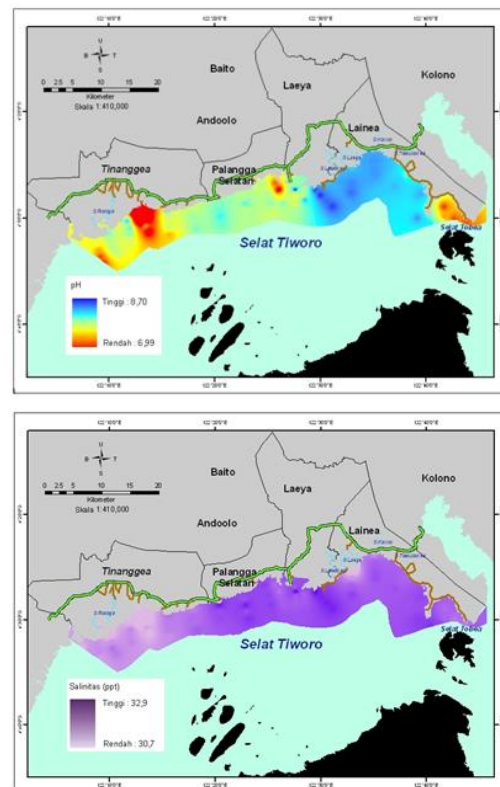 U
B T
S
0 2.5 5 10 15 20
Kilometer
Skala 1:410,000
Baito
Laeya
Kolono
Andoolo
Lainea
Tinanggea
Palangga
Selatan
Selat Tiworo
Selat Tobea
pH
Tinggi : 8,70
Rendah : 6,99
U
B T
S
0 2.5 5 10 15 20
Kilometer
Skala 1:410,000
Baito
Laeya
Kolono
Andoolo
Lainea
Tinanggea
Palangga
Selatan
Selat Tiworo
Selat Tobea
Salinitas (ppt)
Tinggi : 32,9
Rendah : 30,7